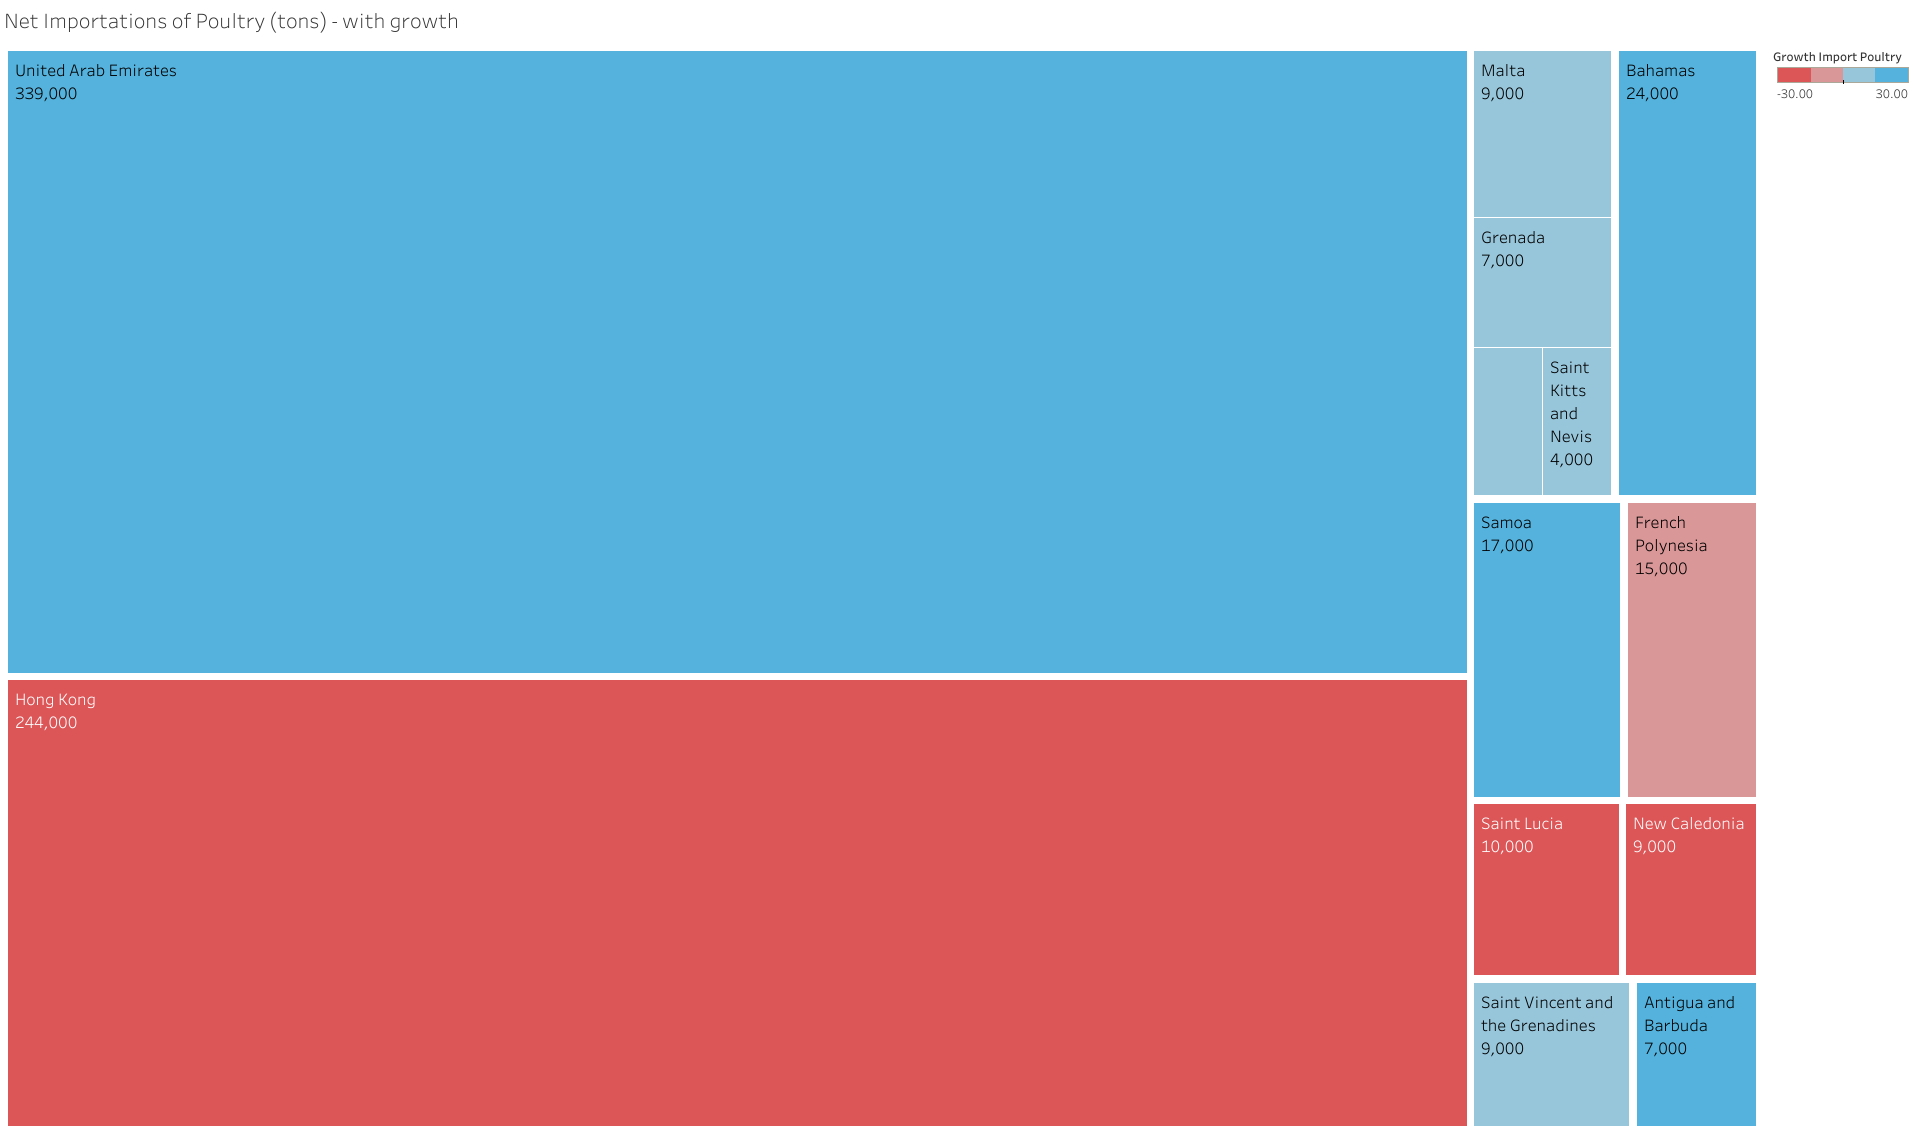 Net Importations of Poultry (tons) - with growth
United Arab Emirates
339,000
Hong Kong
244,000
Malta
9,000
Grenada
7,000
Saint
Kitts
and
Nevis
4,000
Bahamas
24,000
Samoa
17,000
French
Polynesia
15,000
Saint Lucia
10,000
New Caledonia
9,000
Saint Vincent and
the Grenadines
9,000
Antigua and
Barbuda
7,000
Growth Import Poultry
-30.00 30.00